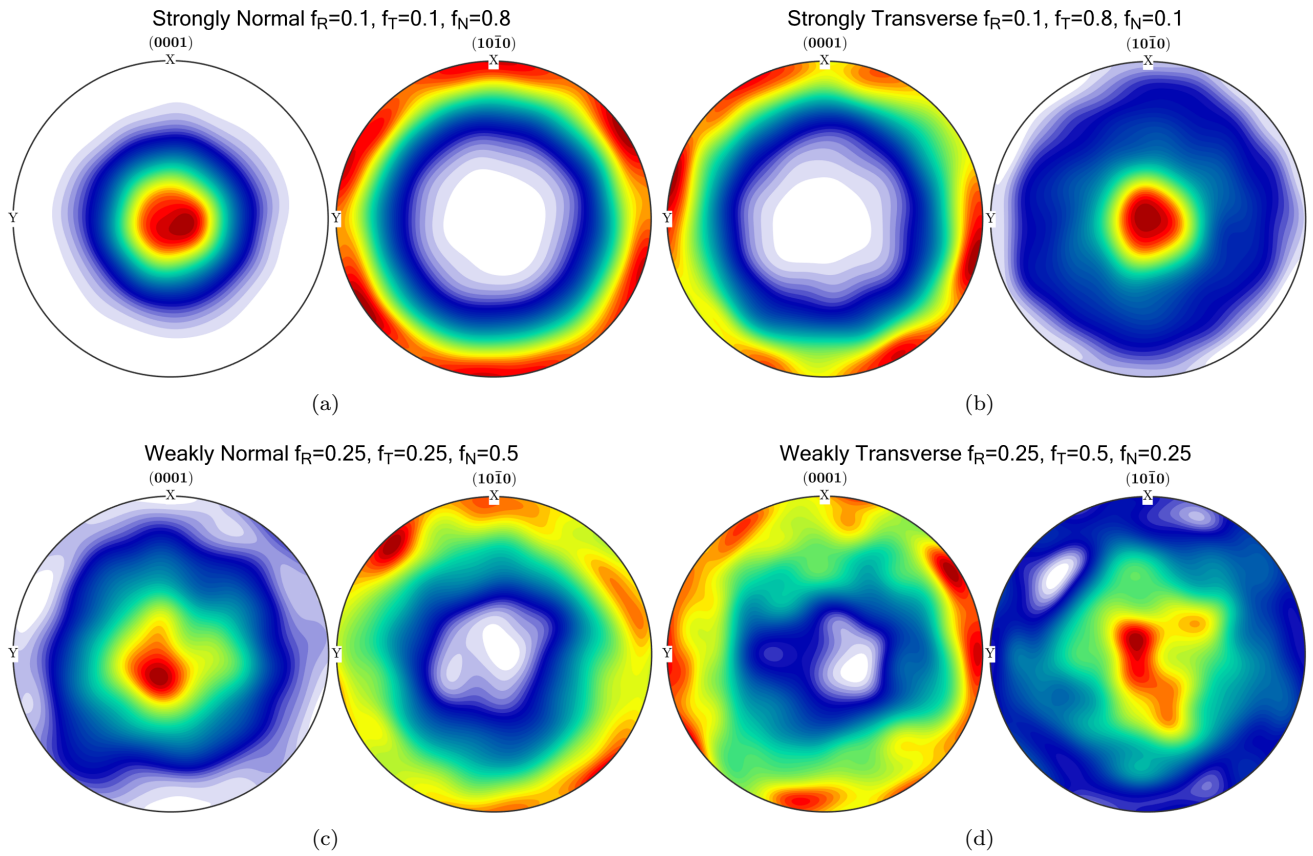 Strongly Normal f_R=0.1, f_T=0.1, f_N=0.8
(0001)
(101̄0)
X
X
Y
Y
(a)
Strongly Transverse f_R=0.1, f_T=0.8, f_N=0.1
(0001)
(101̄0)
X
X
Y
Y
(b)
Weakly Normal f_R=0.25, f_T=0.25, f_N=0.5
(0001)
(101̄0)
X
X
Y
Y
(c)
Weakly Transverse f_R=0.25, f_T=0.5, f_N=0.25
(0001)
(101̄0)
X
X
Y
Y
(d)